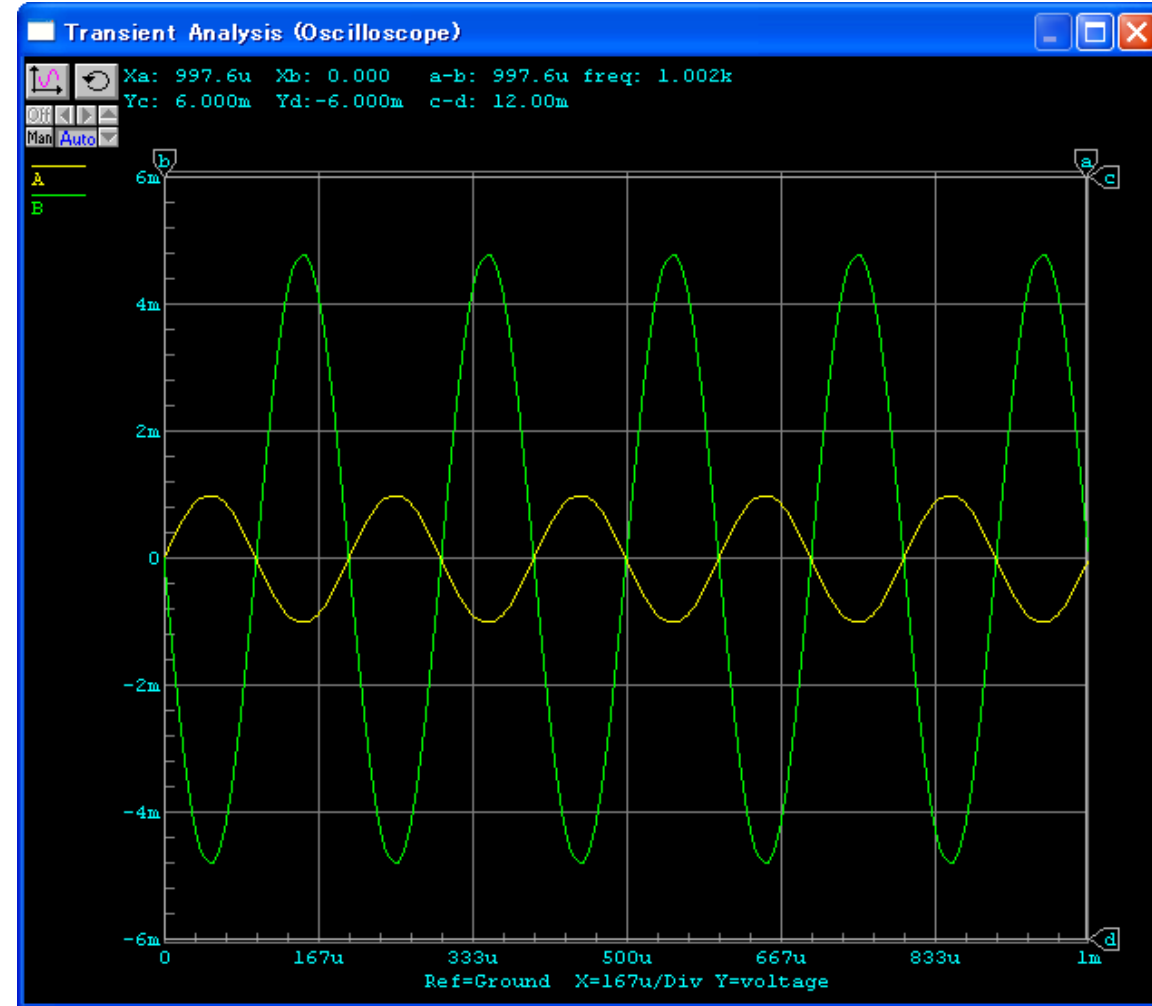 Transient Analysis (Oscilloscope)
Xa: 997.6u Xb: 0.000 a-b: 997.6u freq: 1.002k
Yc: 6.000m Yd:-6.000m c-d: 12.00m
Off
Man Auto
A
B
b
a
c
6m
4m
2m
0
-2m
-4m
-6m
d
0 167u 333u 500u 667u 833u 1m
Ref=Ground X=167u/Div Y=voltage